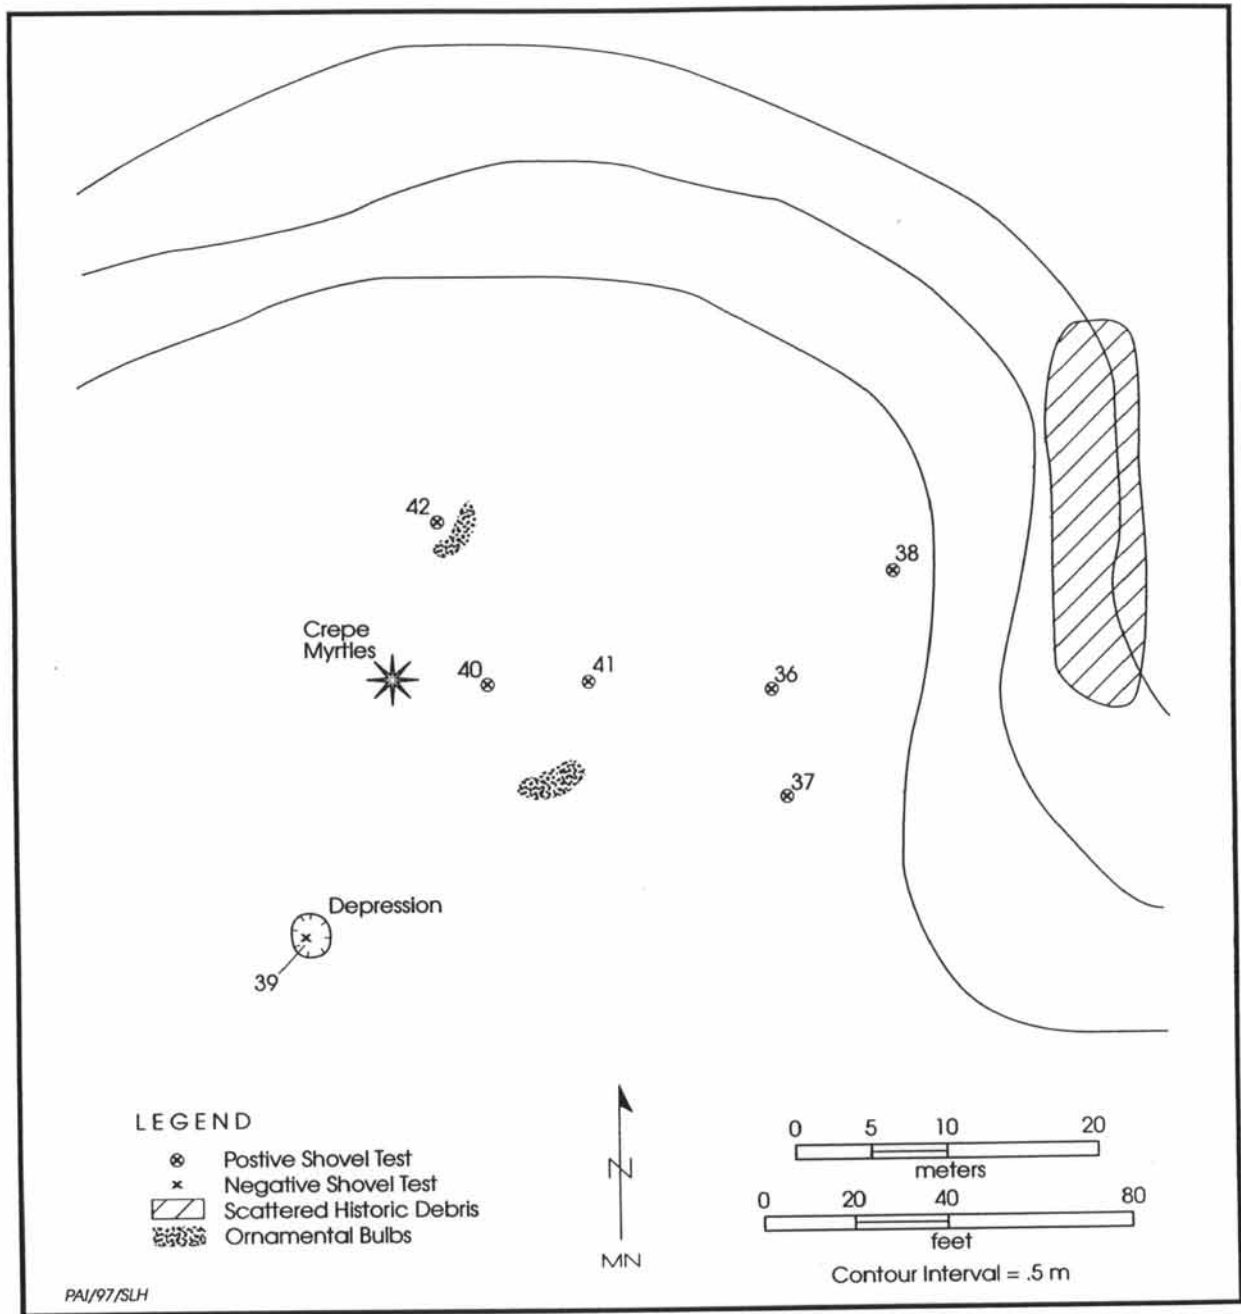 42
38
Crepe
Myrtles
40
41
36
37
Depression
39
LEGEND
Postive Shovel Test
Negative Shovel Test
Scattered Historic Debris
Ornamental Bulbs
N
MN
0 5 10 20
meters
0 20 40 80
feet
Contour Interval = .5 m
PAI/97/SLH